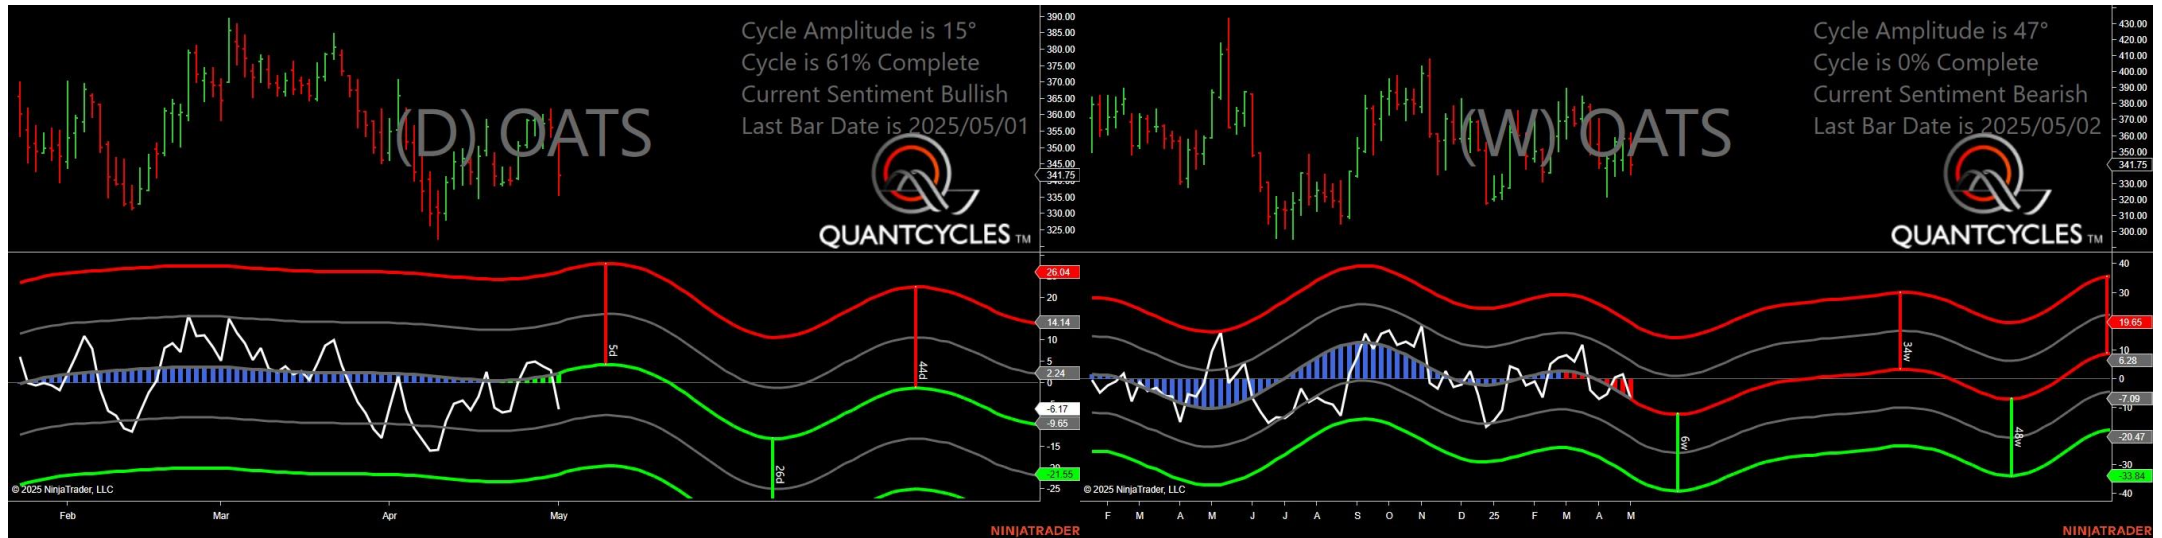 Cycle Amplitude is 15°
Cycle is 61% Complete
Current Sentiment Bullish
Last Bar Date is 2025/05/01
(D) OATS
QUANTCYCLES TM
390.00
385.00
380.00
375.00
370.00
365.00
360.00
355.00
350.00
345.00
341.75
335.00
330.00
325.00
26.04
20
14.14
10
5
2.24
0
-6.17
-9.65
-15
-21.55
-25
5d
26d
44d
© 2025 NinjaTrader, LLC
Feb Mar Apr May
NINJATRADER
Cycle Amplitude is 47°
Cycle is 0% Complete
Current Sentiment Bearish
Last Bar Date is 2025/05/02
(W) OATS
QUANTCYCLES TM
430.00
420.00
410.00
400.00
390.00
380.00
370.00
360.00
350.00
341.75
330.00
320.00
310.00
300.00
40
30
19.65
10
6.28
0
-7.09
-10
-20.47
-30
-33.84
-40
6w
34w
48w
© 2025 NinjaTrader, LLC
F M A M J J A S O N D 25 F M A M
NINJATRADER